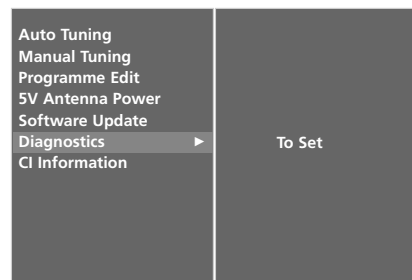 Auto Tuning
Manual Tuning
Programme Edit
5V Antenna Power
Software Update
Diagnostics ► To Set
CI Information